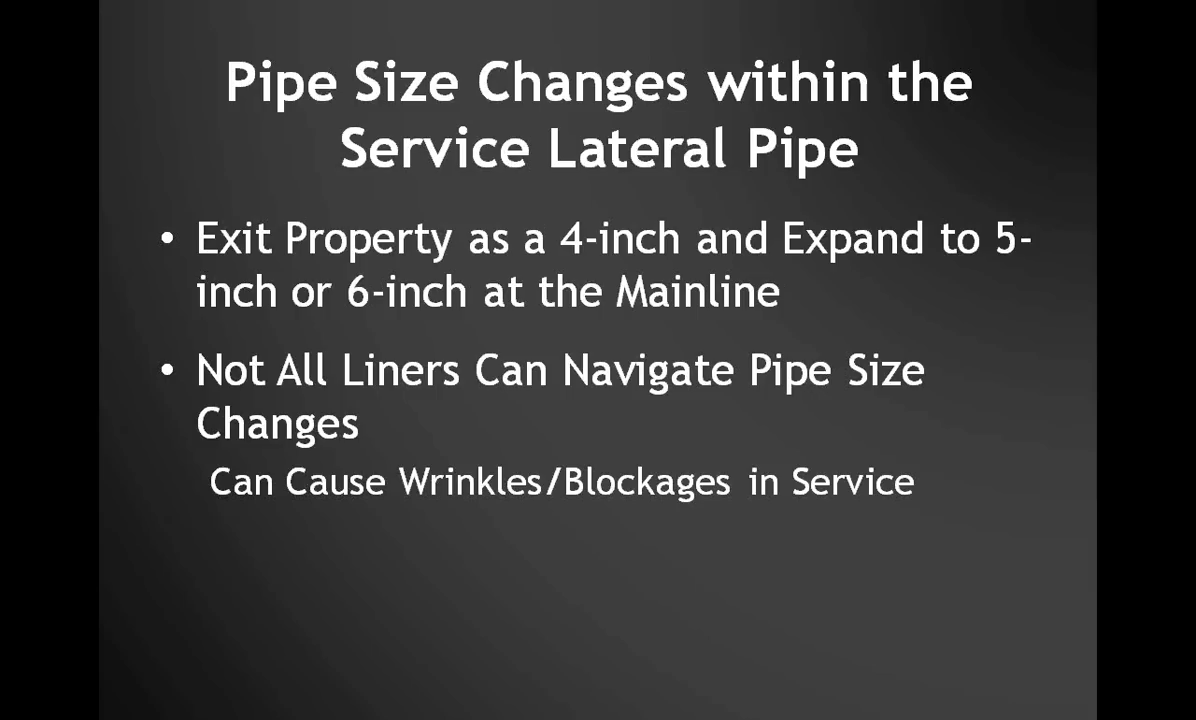 Pipe Size Changes within the
Service Lateral Pipe
• Exit Property as a 4-inch and Expand to 5-
inch or 6-inch at the Mainline
• Not All Liners Can Navigate Pipe Size
Changes
Can Cause Wrinkles/Blockages in Service